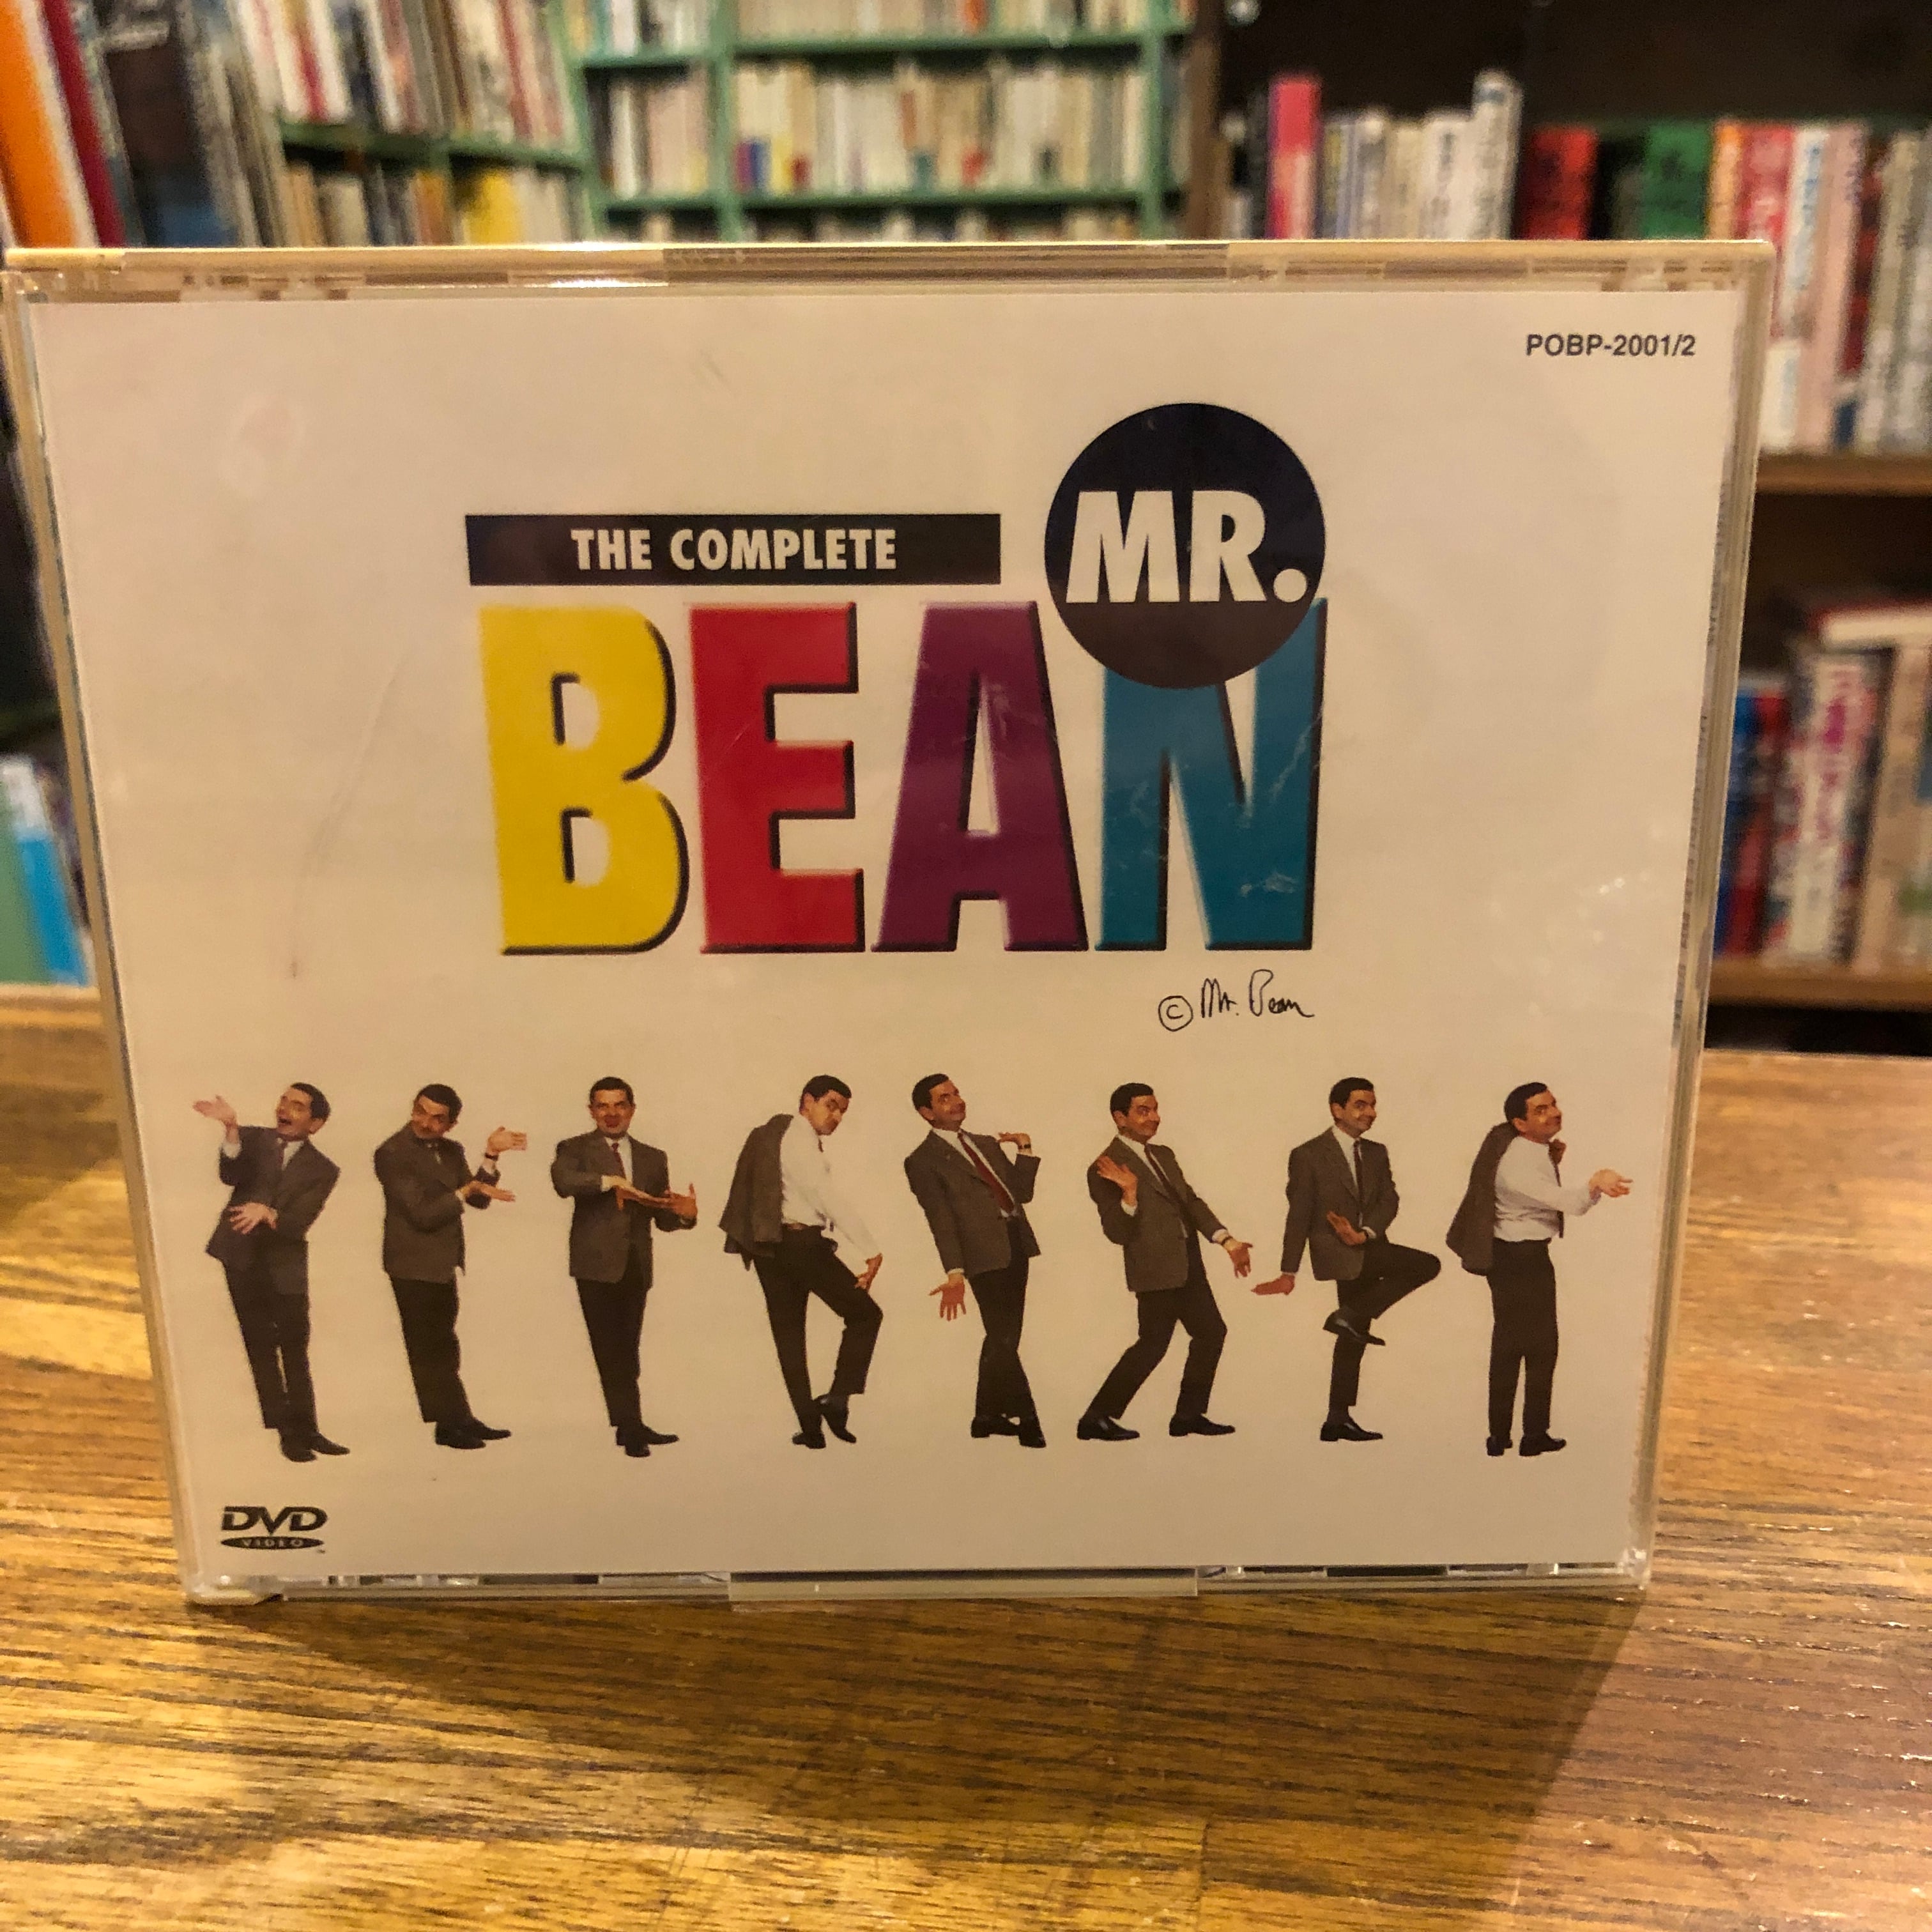 POBP-2001/2
THE COMPLETE
MR.
BEAN
© Mr. Bean
DVD
VIDEO